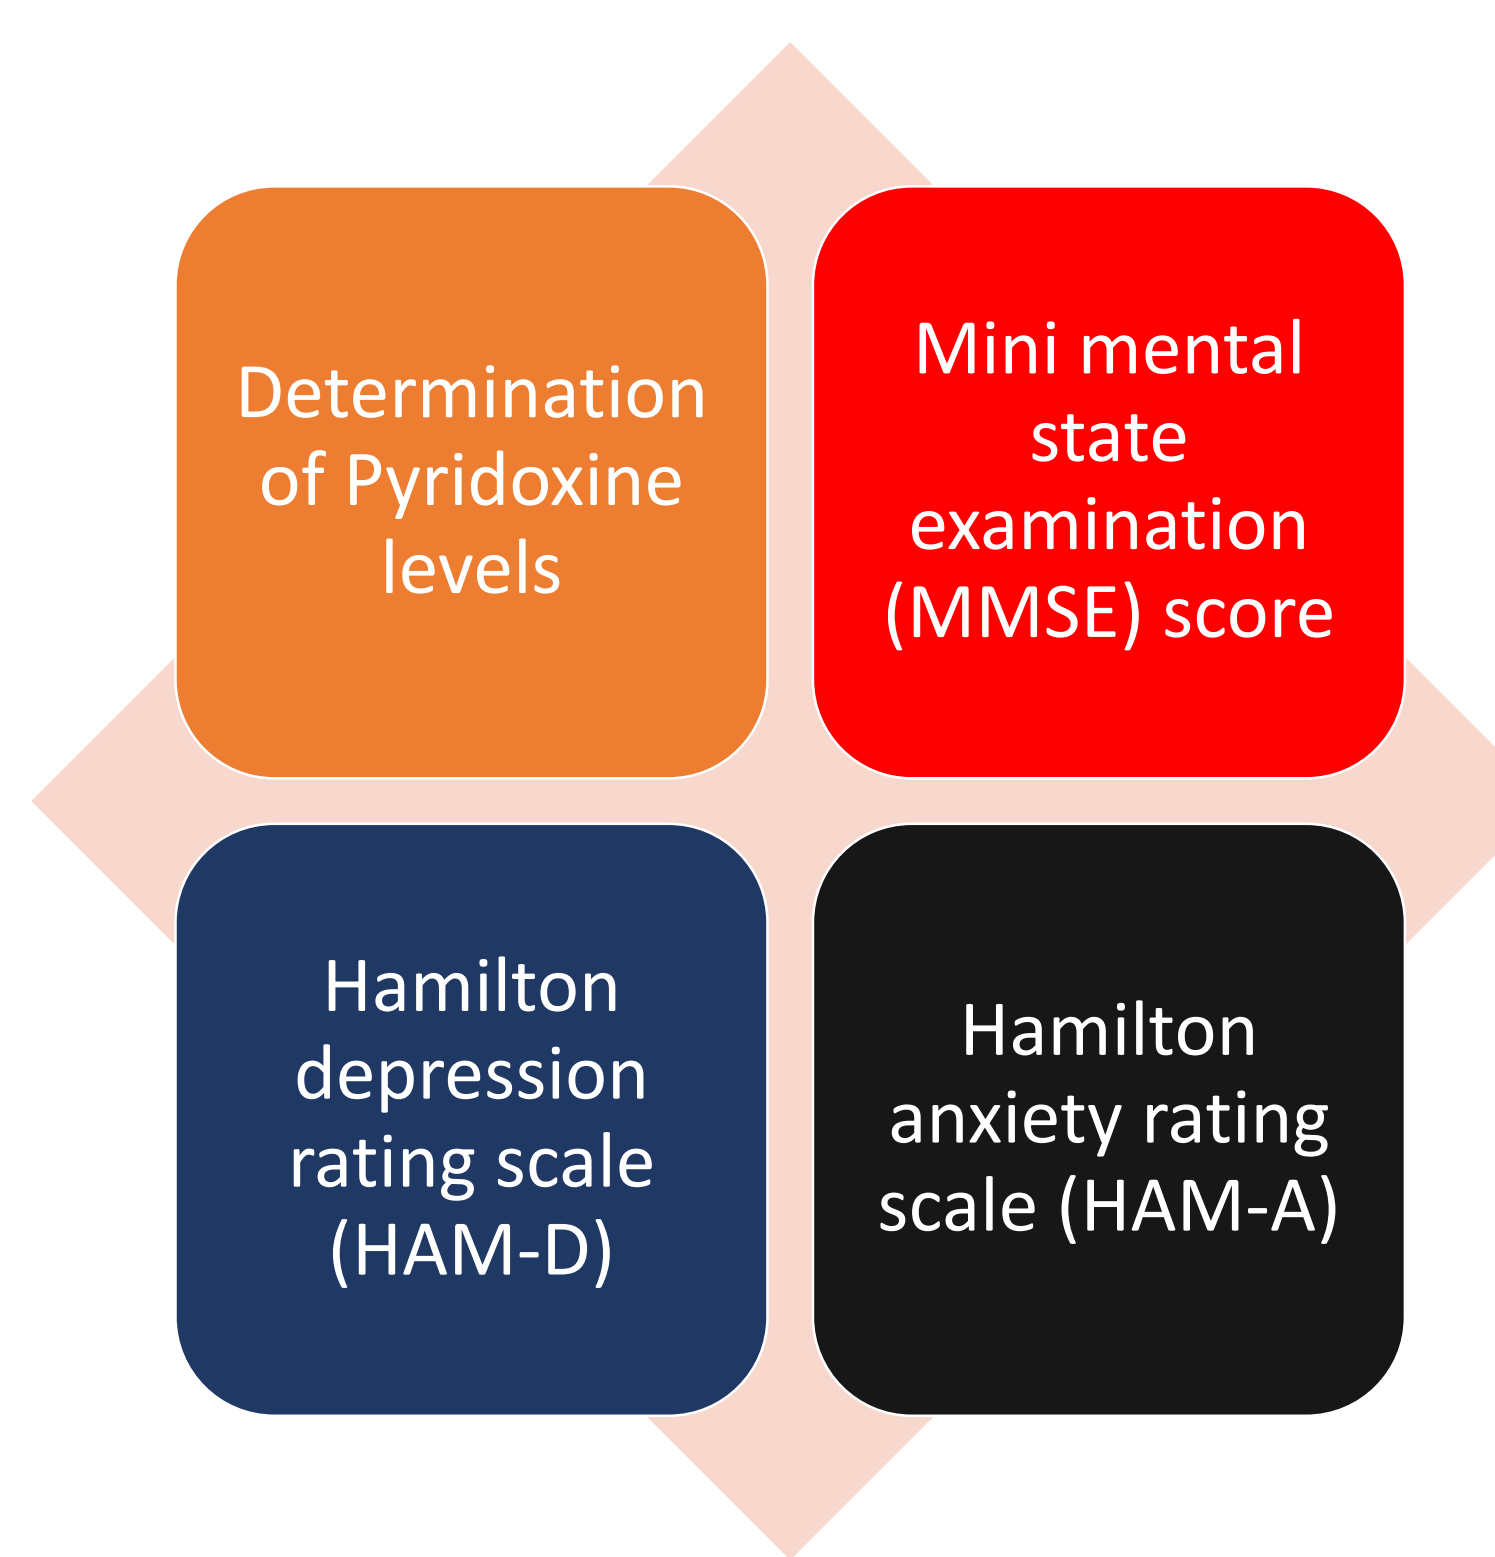 Determination
of Pyridoxine
levels
Mini mental
state
examination
(MMSE) score
Hamilton
depression
rating scale
(HAM-D)
Hamilton
anxiety rating
scale (HAM-A)